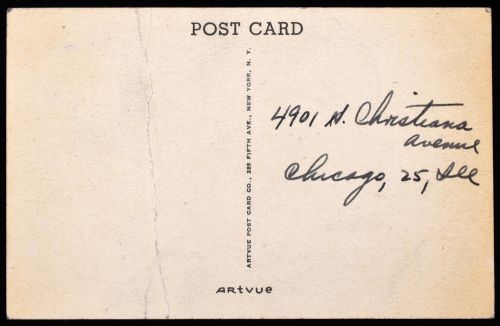 POST CARD
ARTVUE POST CARD CO., 225 FIFTH AVE., NEW YORK, N. Y.
4901 N. Christiana
Avenue
Chicago, 25, Ill
ARTVUE